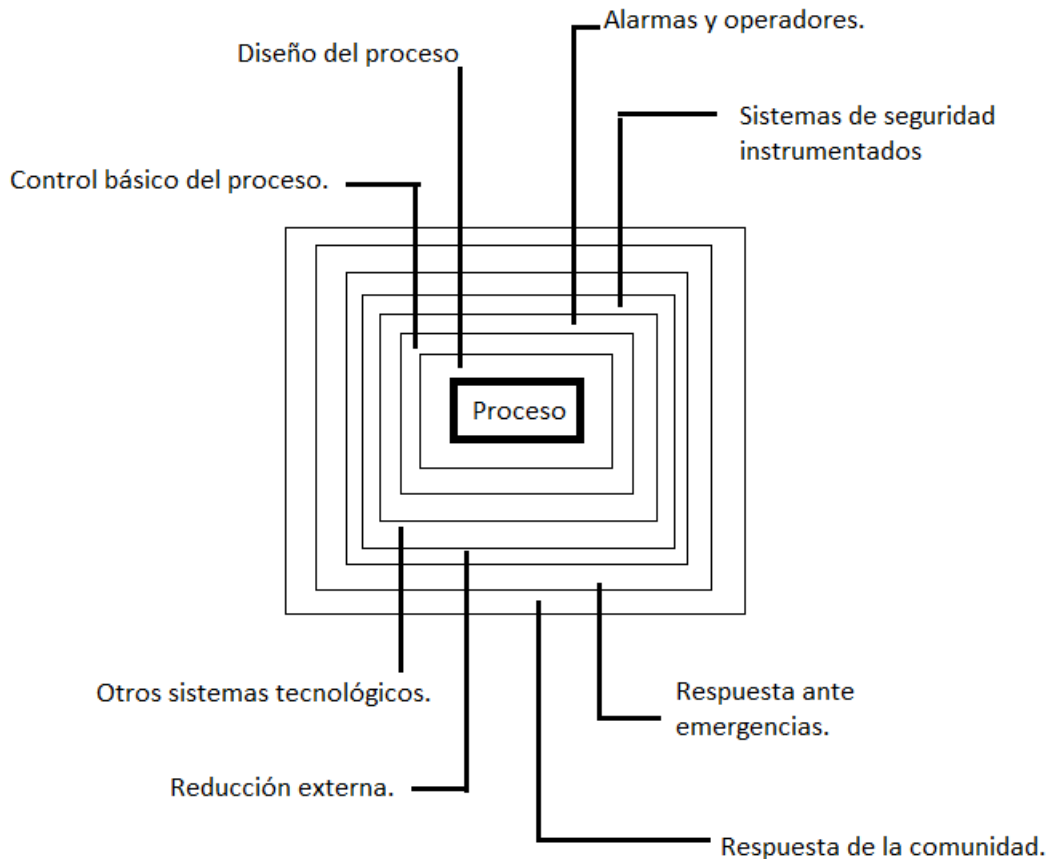 Alarmas y operadores.
Diseño del proceso
Sistemas de seguridad
instrumentados
Control básico del proceso.
Proceso
Otros sistemas tecnológicos.
Respuesta ante
emergencias.
Reducción externa.
Respuesta de la comunidad.